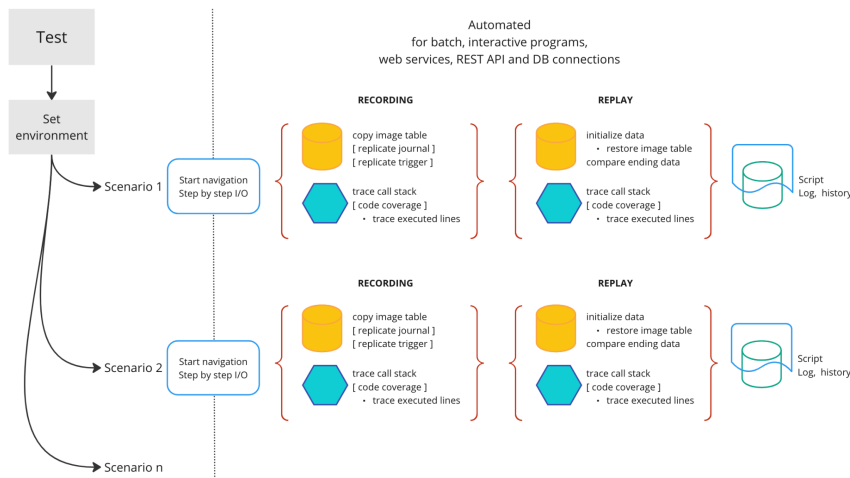 Test
Set
environment
Automated
for batch, interactive programs,
web services, REST API and DB connections
Scenario 1
Start navigation
Step by step I/O
RECORDING
copy image table
[ replicate journal ]
[ replicate trigger ]
trace call stack
[ code coverage ]
• trace executed lines
REPLAY
initialize data
• restore image table
compare ending data
trace call stack
[ code coverage ]
• trace executed lines
Script
Log, history
Scenario 2
Start navigation
Step by step I/O
RECORDING
copy image table
[ replicate journal ]
[ replicate trigger ]
trace call stack
[ code coverage ]
• trace executed lines
REPLAY
initialize data
• restore image table
compare ending data
trace call stack
[ code coverage ]
• trace executed lines
Script
Log, history
Scenario n